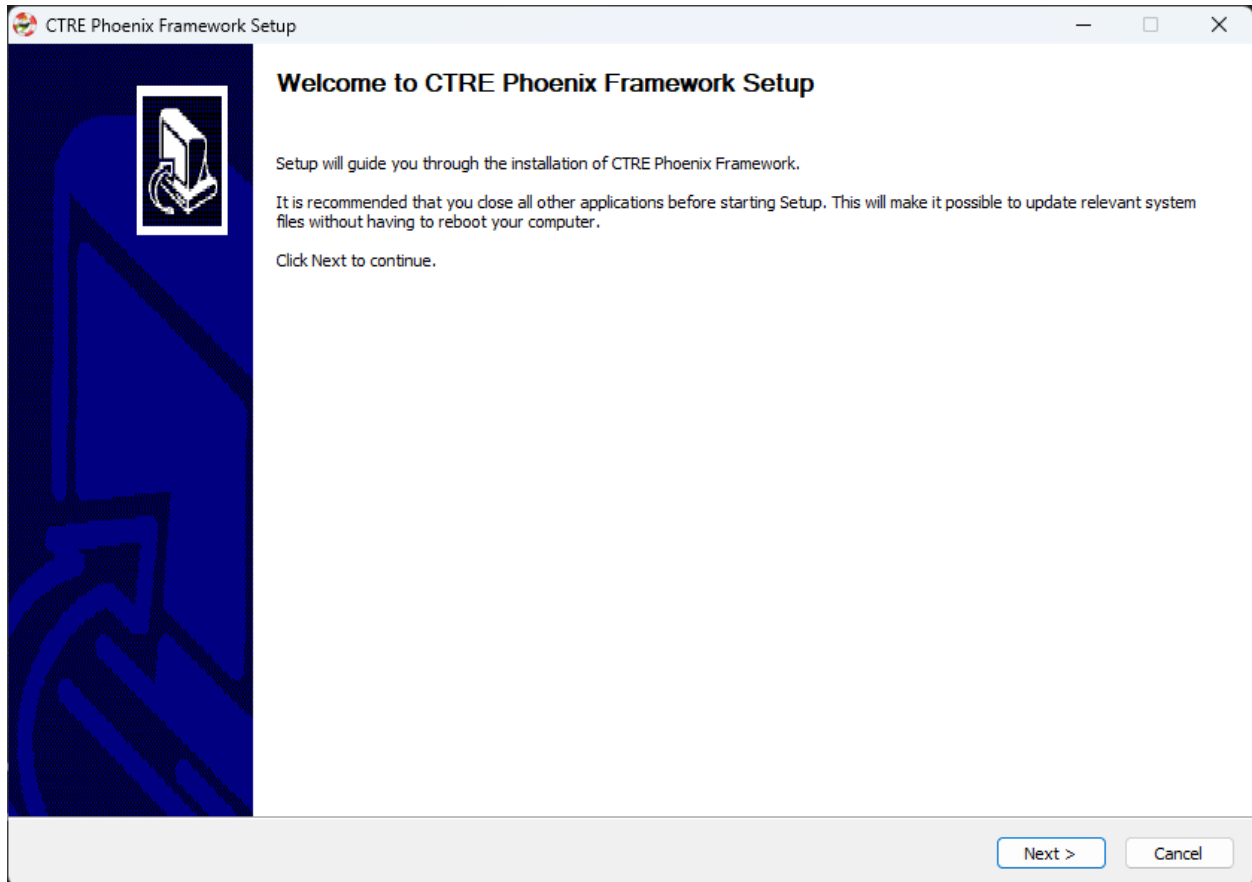 CTRE Phoenix Framework Setup
Welcome to CTRE Phoenix Framework Setup
Setup will guide you through the installation of CTRE Phoenix Framework.
It is recommended that you close all other applications before starting Setup. This will make it possible to update relevant system
files without having to reboot your computer.
Click Next to continue.
Next >
Cancel